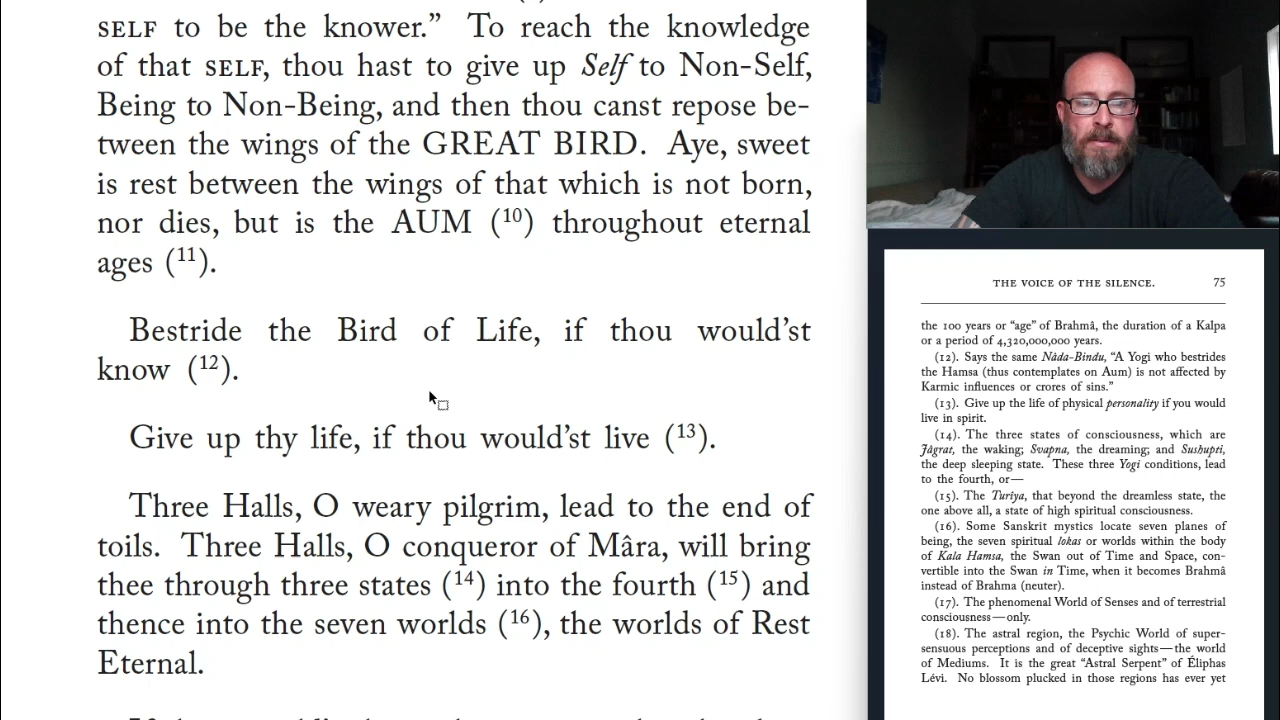 SELF to be the knower.” To reach the knowledge
of that SELF, thou hast to give up Self to Non-Self,
Being to Non-Being, and then thou canst repose be-
tween the wings of the GREAT BIRD. Aye, sweet
is rest between the wings of that which is not born,
nor dies, but is the AUM (10) throughout eternal
ages (11).
Bestride the Bird of Life, if thou would’st
know (12).
Give up thy life, if thou would’st live (13).
Three Halls, O weary pilgrim, lead to the end of
toils. Three Halls, O conqueror of Mâra, will bring
thee through three states (14) into the fourth (15) and
thence into the seven worlds (16), the worlds of Rest
Eternal.
THE VOICE OF THE SILENCE. 75
the 100 years or “age” of Brahmâ, the duration of a Kalpa
or a period of 4,320,000,000 years.
(12). Says the same Nâda-Bindu, “A Yogi who bestrides
the Hamsa (thus contemplates on Aum) is not affected by
Karmic influences or crores of sins.”
(13). Give up the life of physical personality if you would
live in spirit.
(14). The three states of consciousness, which are
Jâgrat, the waking; Svapna, the dreaming; and Sushupti,
the deep sleeping state. These three Yogi conditions, lead
to the fourth, or—
(15). The Turiya, that beyond the dreamless state, the
one above all, a state of high spiritual consciousness.
(16). Some Sanskrit mystics locate seven planes of
being, the seven spiritual lokas or worlds within the body
of Kala Hamsa, the Swan out of Time and Space, con-
vertible into the Swan in Time, when it becomes Brahmâ
instead of Brahma (neuter).
(17). The phenomenal World of Senses and of terrestrial
consciousness—only.
(18). The astral region, the Psychic World of super-
sensuous perceptions and of deceptive sights—the world
of Mediums. It is the great “Astral Serpent” of Éliphas
Lévi. No blossom plucked in those regions has ever yet